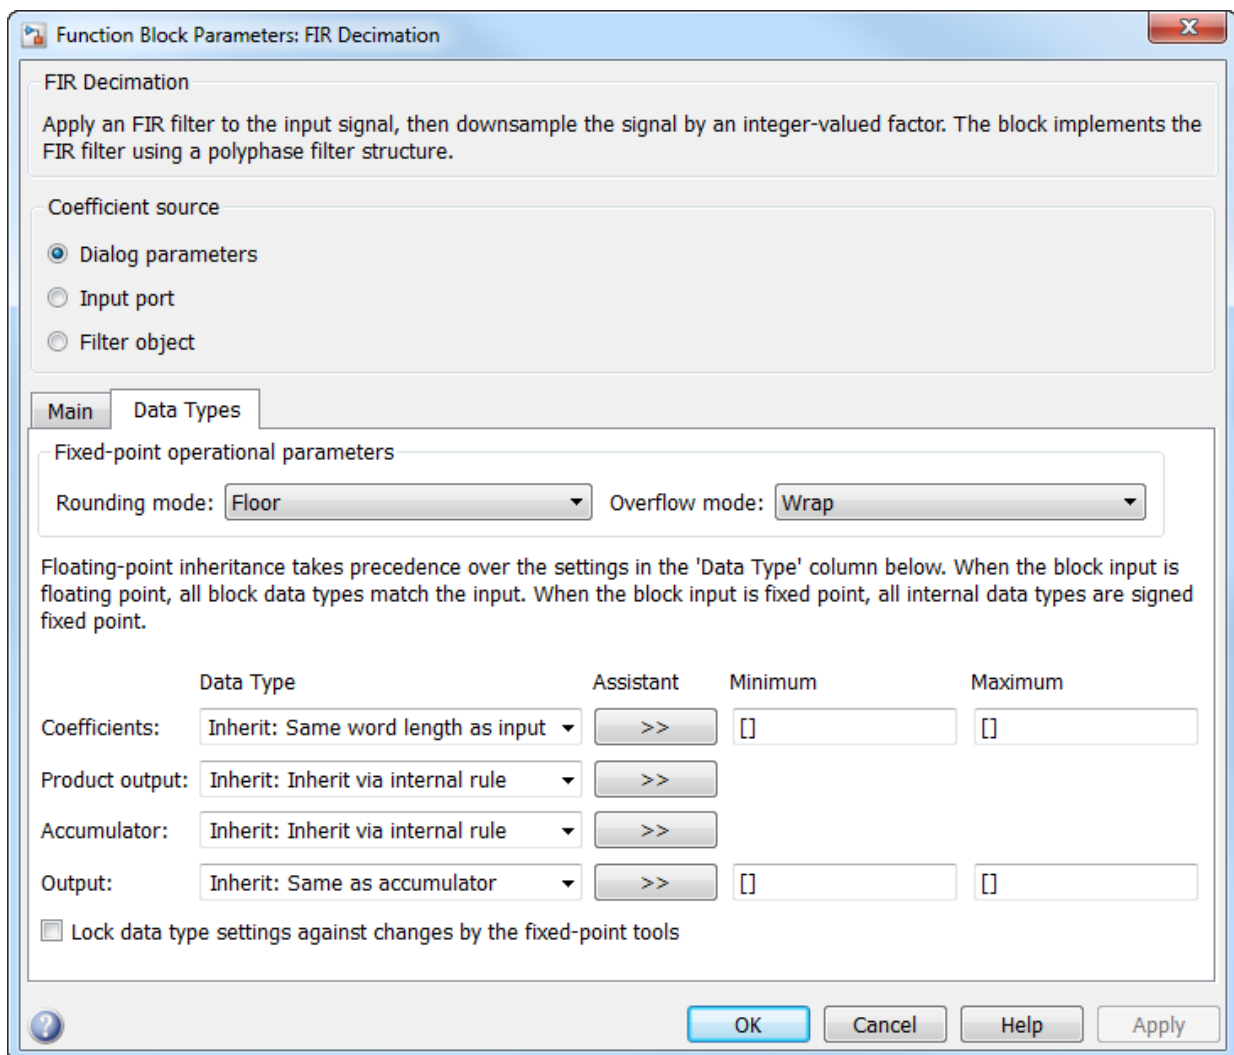 Function Block Parameters: FIR Decimation
X
FIR Decimation
Apply an FIR filter to the input signal, then downsample the signal by an integer-valued factor. The block implements the
FIR filter using a polyphase filter structure.
Coefficient source
Dialog parameters
Input port
Filter object
Main Data Types
Fixed-point operational parameters
Rounding mode: Floor Overflow mode: Wrap
Floating-point inheritance takes precedence over the settings in the 'Data Type' column below. When the block input is
floating point, all block data types match the input. When the block input is fixed point, all internal data types are signed
fixed point.
Data Type Assistant Minimum Maximum
Coefficients: Inherit: Same word length as input >> [] []
Product output: Inherit: Inherit via internal rule >>
Accumulator: Inherit: Inherit via internal rule >>
Output: Inherit: Same as accumulator >> [] []
Lock data type settings against changes by the fixed-point tools
? OK Cancel Help Apply